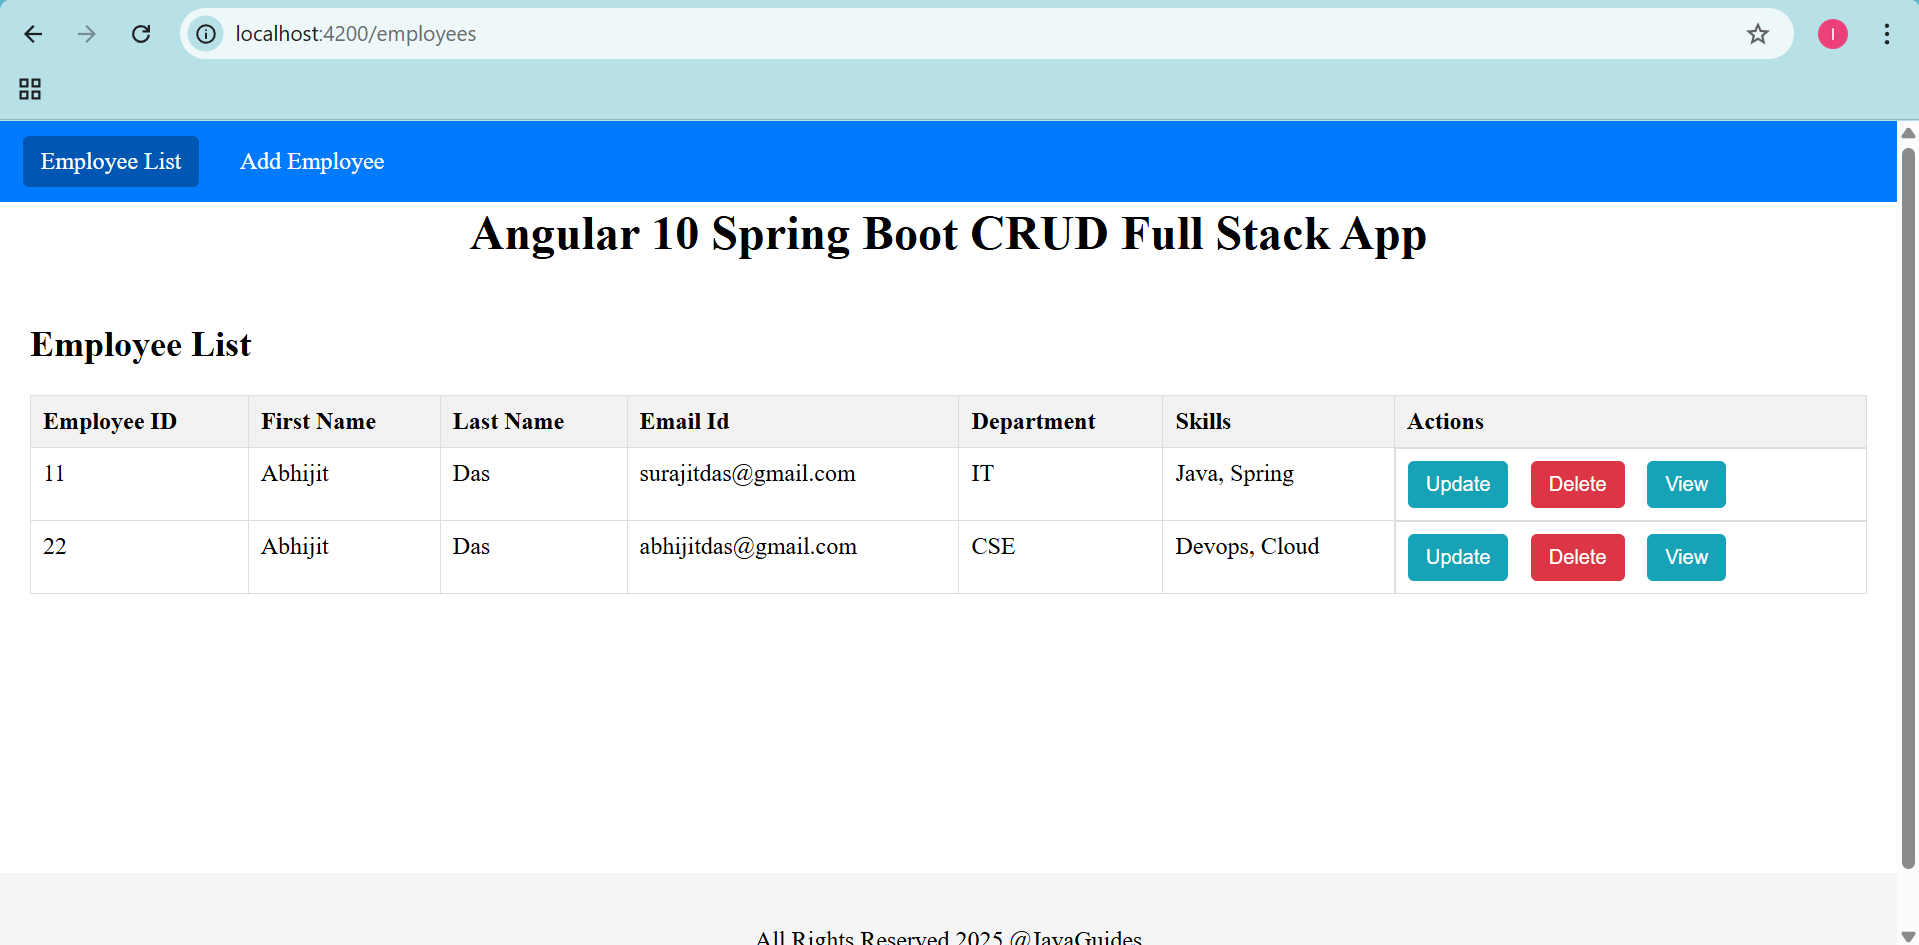 localhost:4200/employees
I
Employee List Add Employee
Angular 10 Spring Boot CRUD Full Stack App
Employee List
Employee ID First Name Last Name Email Id Department Skills Actions
11 Abhijit Das surajitdas@gmail.com IT Java, Spring Update Delete View
22 Abhijit Das abhijitdas@gmail.com CSE Devops, Cloud Update Delete View
All Rights Reserved 2025 @JavaGuides